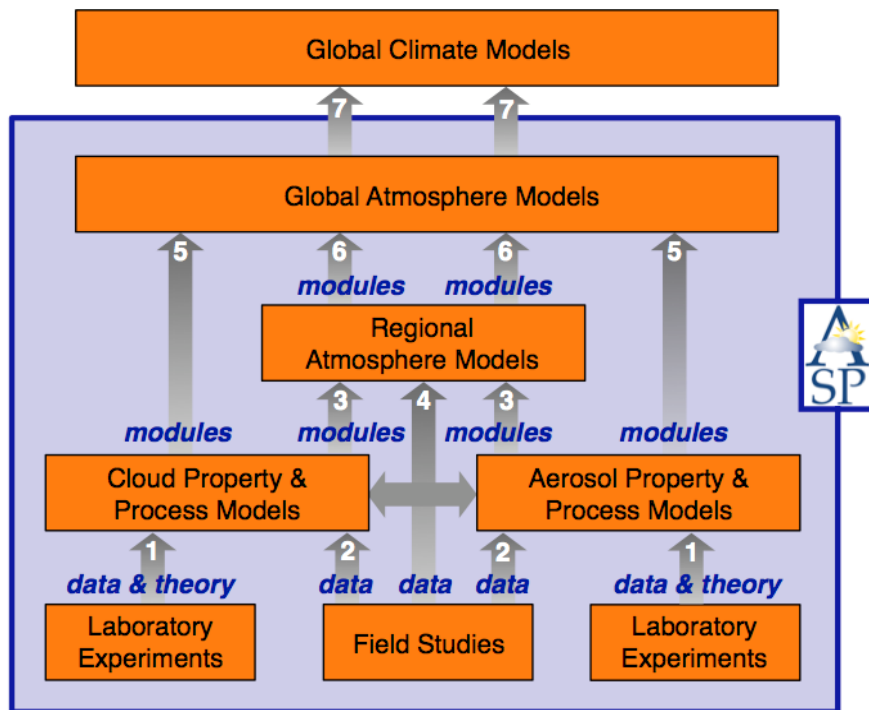 Global Climate Models
7 7
Global Atmosphere Models
5 6 6 5
modules modules
Regional
Atmosphere Models
A
SP
3 4 3
modules modules modules modules
Cloud Property &
Process Models
Aerosol Property &
Process Models
1 2 2 1
data & theory data data data data & theory
Laboratory
Experiments
Field Studies
Laboratory
Experiments